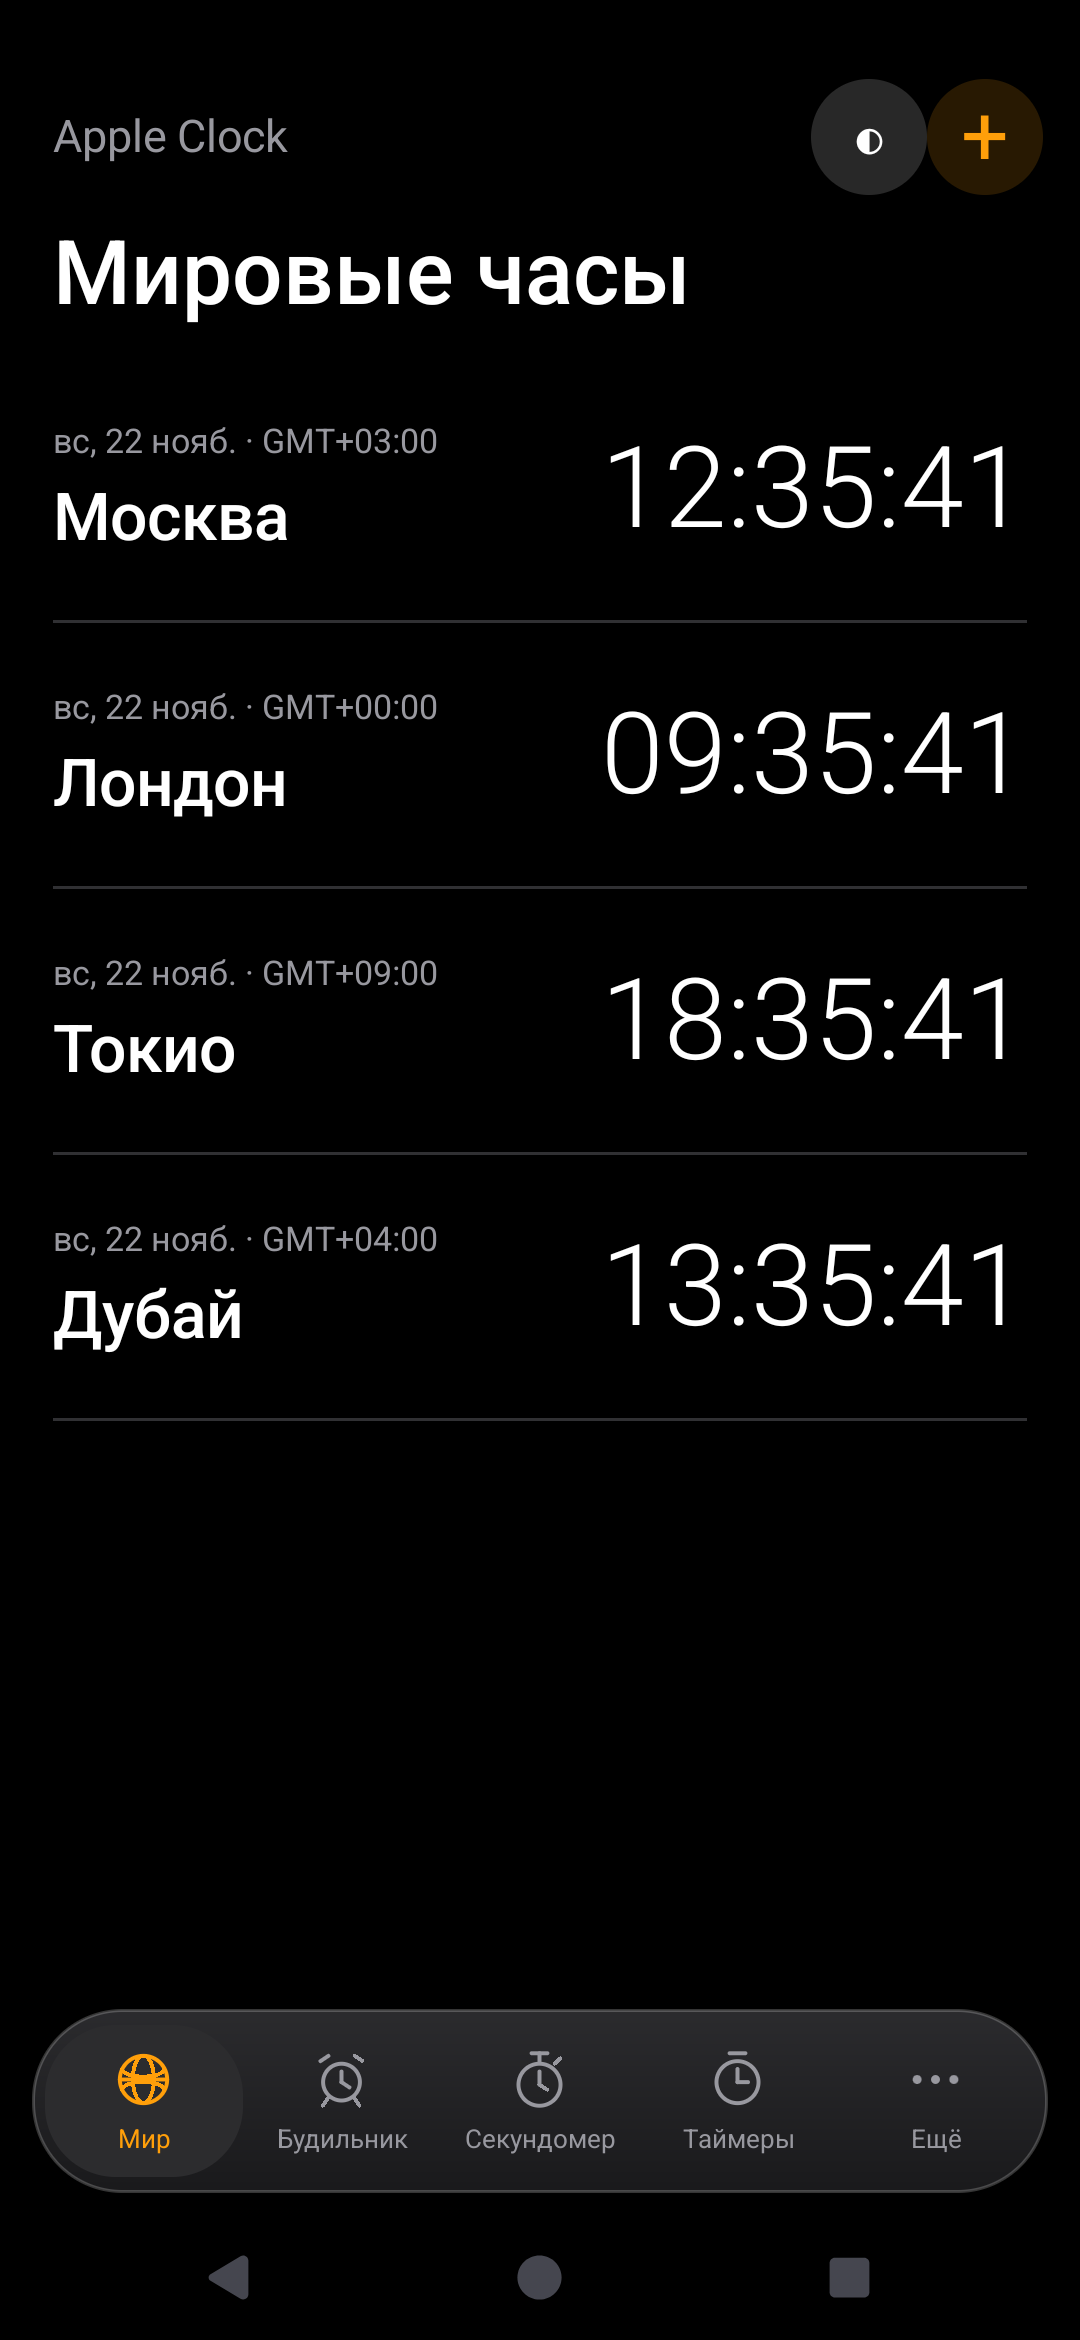 Apple Clock
Мировые часы
вс, 22 нояб. · GMT+03:00
Москва
12:35:41
вс, 22 нояб. · GMT+00:00
Лондон
09:35:41
вс, 22 нояб. · GMT+09:00
Токио
18:35:41
вс, 22 нояб. · GMT+04:00
Дубай
13:35:41
Мир
Будильник
Секундомер
Таймеры
Ещё